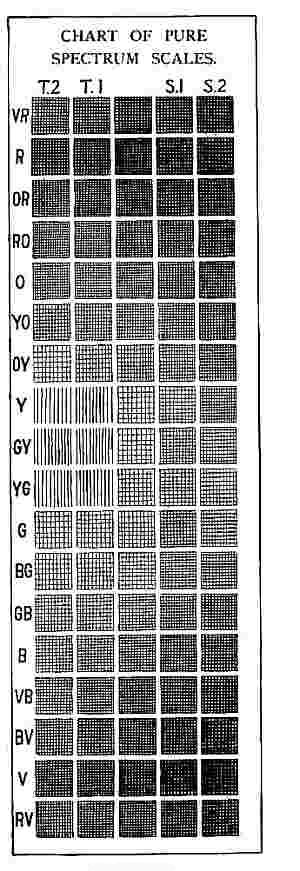 CHART OF PURE
SPECTRUM SCALES.
T.2 T.1 S.1 S.2
VR
R
OR
RO
O
YO
OY
Y
GY
YG
G
BG
GB
B
VB
BV
V
RV